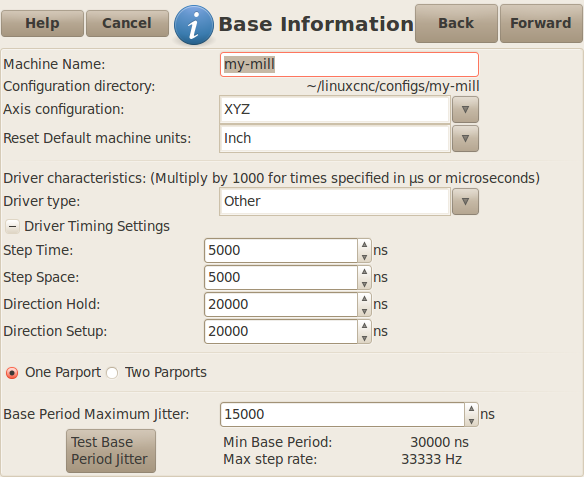 Help Cancel Base Information Back Forward
Machine Name: my-mill
Configuration directory: ~/linuxcnc/configs/my-mill
Axis configuration: XYZ
Reset Default machine units: Inch
Driver characteristics: (Multiply by 1000 for times specified in µs or microseconds)
Driver type: Other
Driver Timing Settings
Step Time: 5000 ns
Step Space: 5000 ns
Direction Hold: 20000 ns
Direction Setup: 20000 ns
One Parport Two Parports
Base Period Maximum Jitter: 15000 ns
Test Base
Period Jitter
Min Base Period: 30000 ns
Max step rate: 33333 Hz